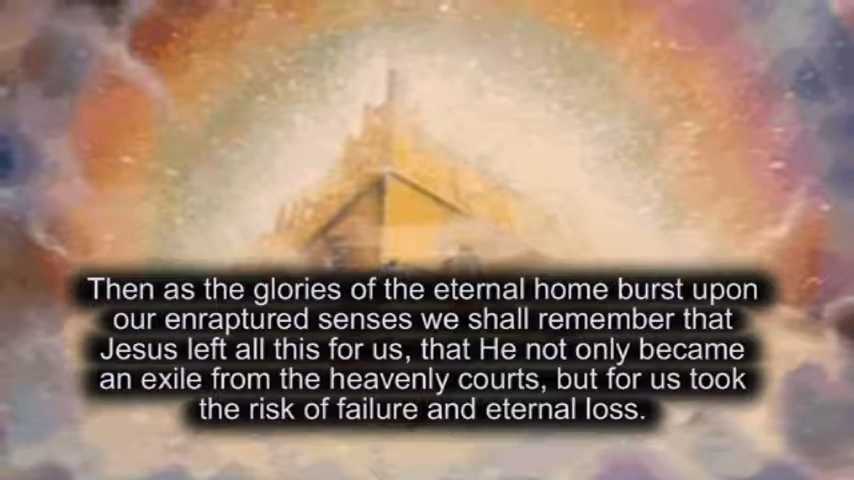 Then as the glories of the eternal home burst upon
our enraptured senses we shall remember that
Jesus left all this for us, that He not only became
an exile from the heavenly courts, but for us took
the risk of failure and eternal loss.